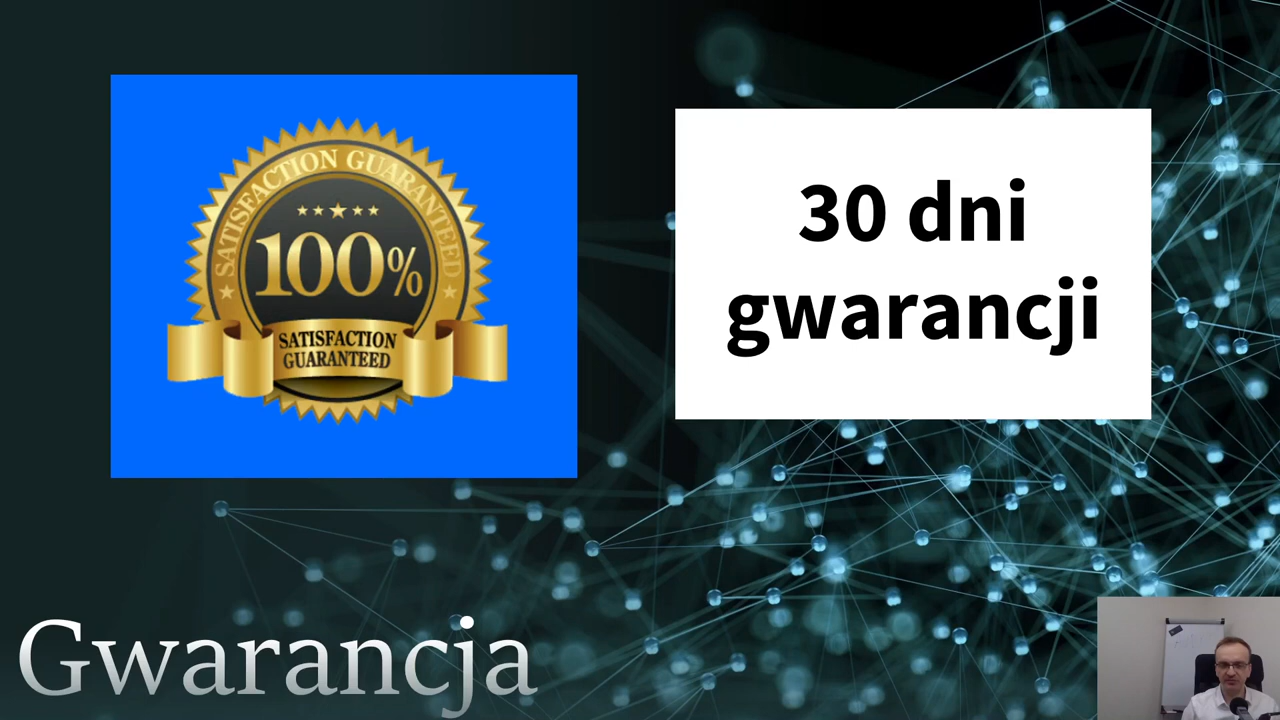 SATISFACTION GUARANTEED
100%
SATISFACTION
GUARANTEED
30 dni
gwarancji
Gwarancja